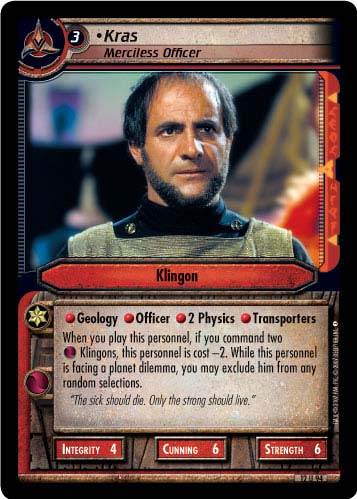 3 •Kras
Merciless Officer
Klingon
Geology Officer 2 Physics Transporters
When you play this personnel, if you command two
Klingons, this personnel is cost -2. While this personnel
is facing a planet dilemma, you may exclude him from any
random selections.
"The sick should die. Only the strong should live."
INTEGRITY 4 CUNNING 6 STRENGTH 6
12 U 94